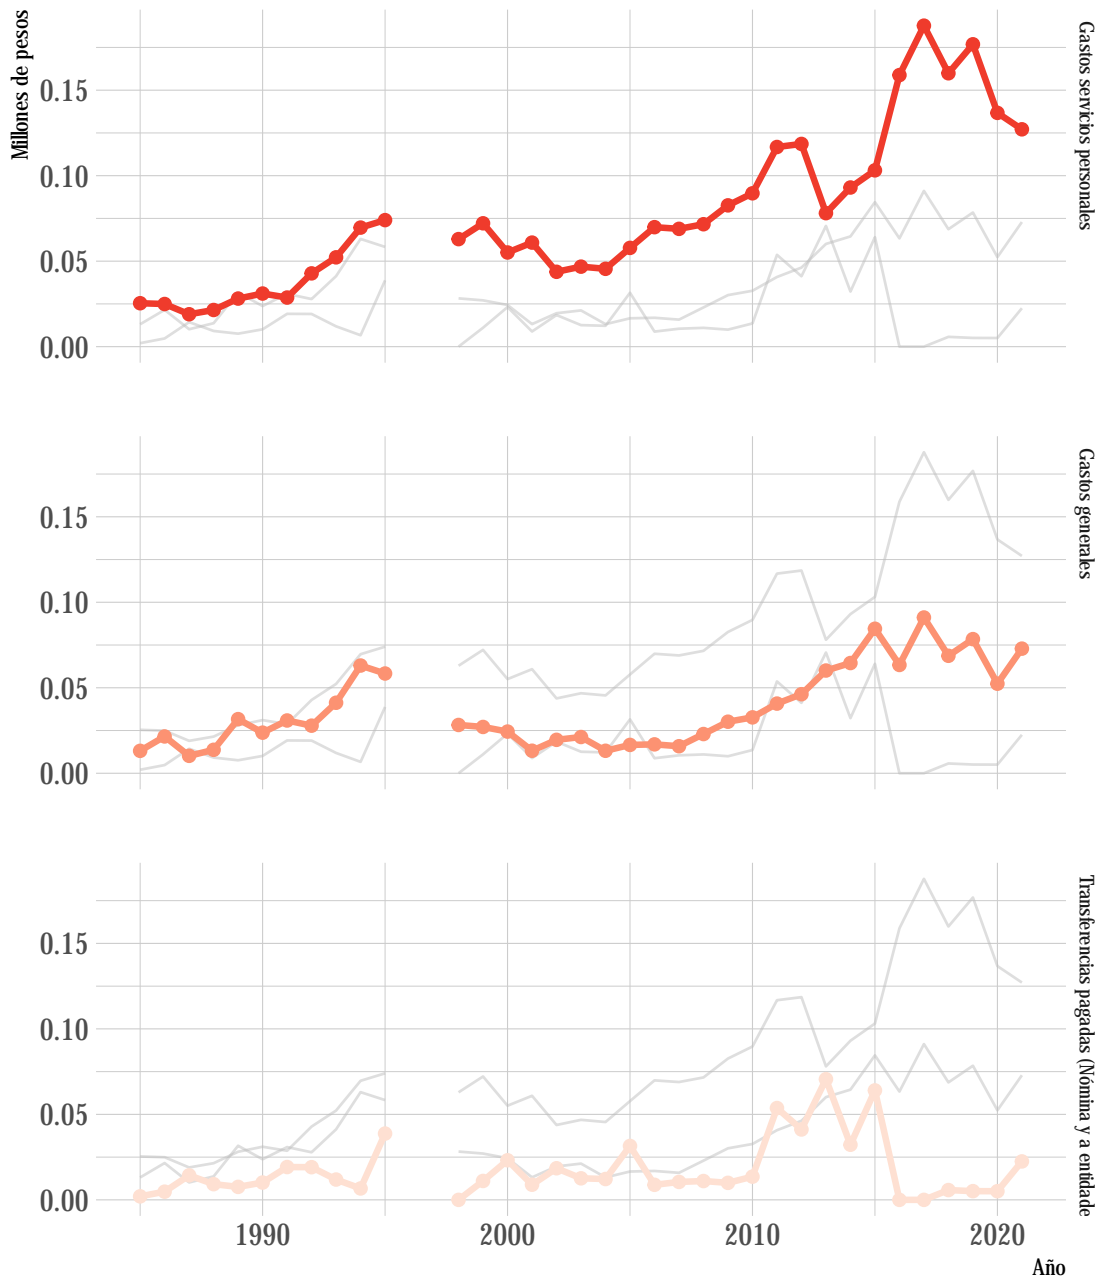 Millones de pesos
Gastos servicios personales
0.15
0.10
0.05
0.00
Gastos generales
0.15
0.10
0.05
0.00
Transferencias pagadas (Nómina y a entidade
0.15
0.10
0.05
0.00
1990 2000 2010 2020
Año